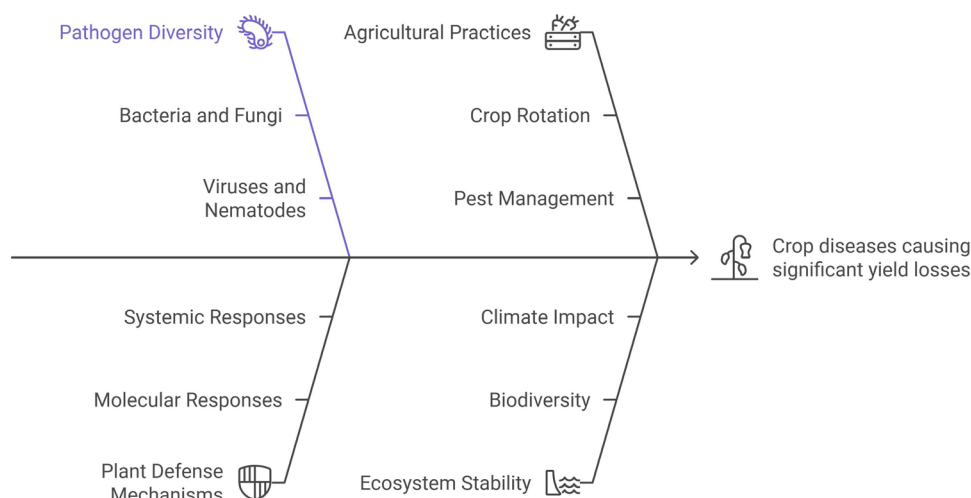 Pathogen Diversity
Agricultural Practices
Bacteria and Fungi
Crop Rotation
Viruses and
Nematodes
Pest Management
Crop diseases causing
significant yield losses
Systemic Responses
Climate Impact
Molecular Responses
Biodiversity
Plant Defense
Mechanisms
Ecosystem Stability